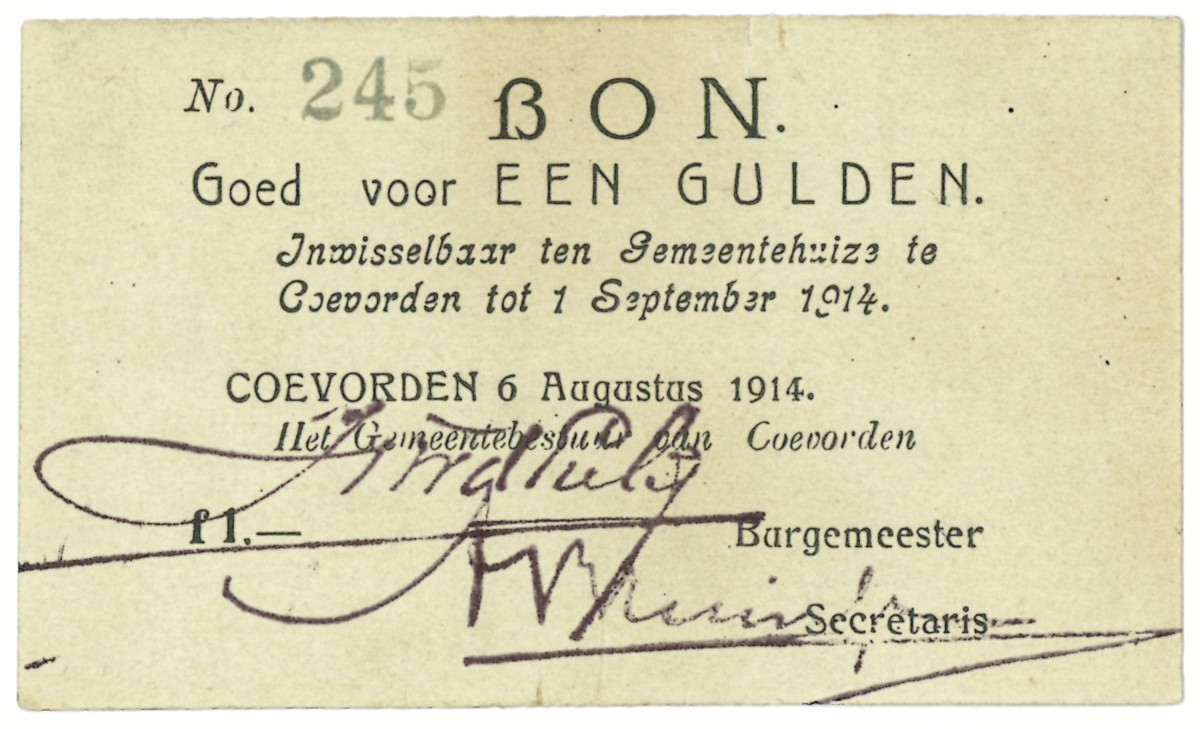 No. 245 BON.
Goed voor EEN GULDEN.
Inwisselbaar ten Gemeentehuize te
Coevorden tot 1 September 1914.
COEVORDEN 6 Augustus 1914.
Het Gemeentebestuur van Coevorden
f 1.— Burgemeester
Secretaris